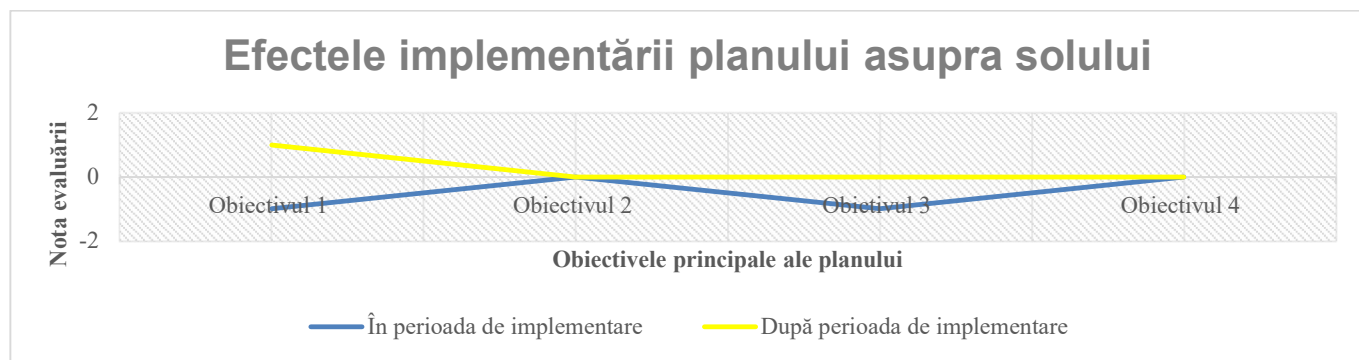 Efectele implementării planului asupra solului
Nota evaluării
2
0
-2
Obiectivul 1
Obiectivul 2
Obictivul 3
Obiectivul 4
Obiectivele principale ale planului
În perioada de implementare
După perioada de implementare